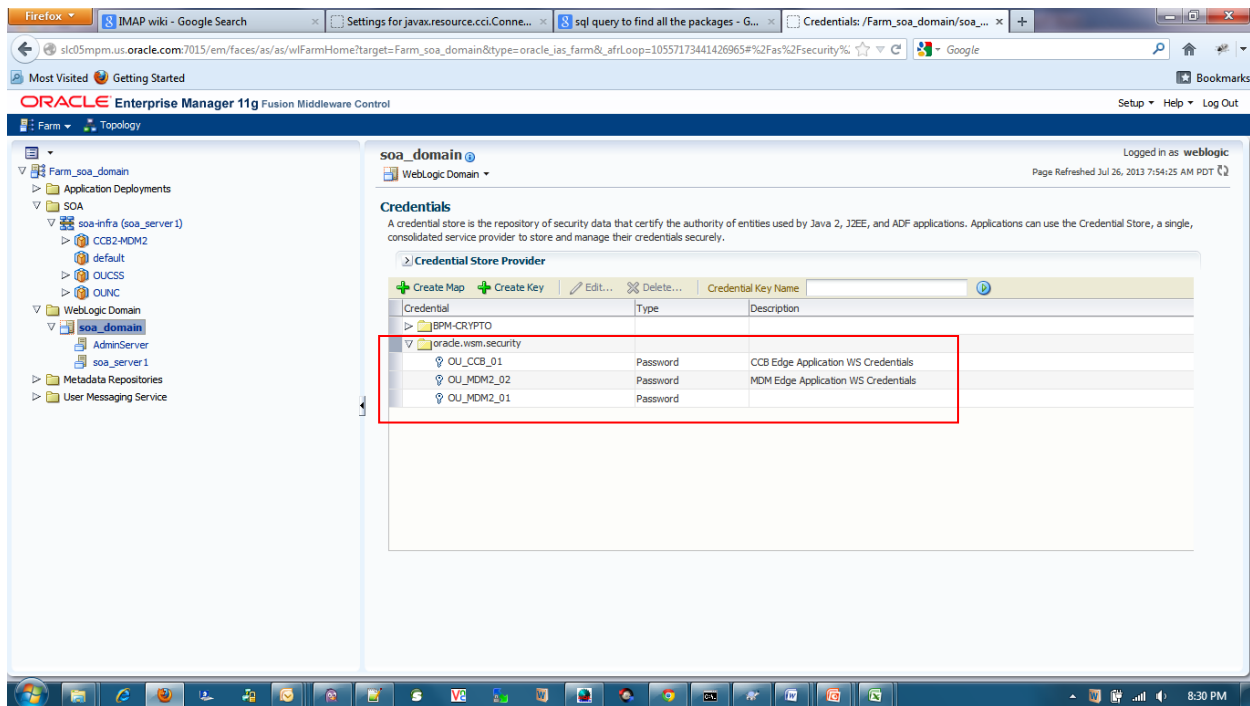 Firefox
IMAP wiki - Google Search
Settings for javax.resource.cci.Conne...
sql query to find all the packages - G...
Credentials: /Farm_soa_domain/soa_...
slc05mpm.us.oracle.com:7015/em/faces/as/as/wlFarmHome?target=Farm_soa_domain&type=oracle_ias_farm&_afrLoop=10557173441426965#%2Fas%2Fsecurity%
Google
Most Visited Getting Started
Bookmarks
ORACLE Enterprise Manager 11g Fusion Middleware Control
Setup Help Log Out
Farm Topology
Farm_soa_domain
Application Deployments
SOA
soa-infra (soa_server1)
CCB2-MDM2
default
OUCSS
OUNC
WebLogic Domain
soa_domain
AdminServer
soa_server1
Metadata Repositories
User Messaging Service
soa_domain
Logged in as weblogic
WebLogic Domain
Page Refreshed Jul 26, 2013 7:54:25 AM PDT
Credentials
A credential store is the repository of security data that certify the authority of entities used by Java 2, J2EE, and ADF applications. Applications can use the Credential Store, a single,
consolidated service provider to store and manage their credentials securely.
Credential Store Provider
Create Map Create Key Edit... Delete... Credential Key Name
Credential Type Description
BPM-CRYPTO
oracle.wsm.security
OU_CCB_01 Password CCB Edge Application WS Credentials
OU_MDM2_02 Password MDM Edge Application WS Credentials
OU_MDM2_01 Password
8:30 PM